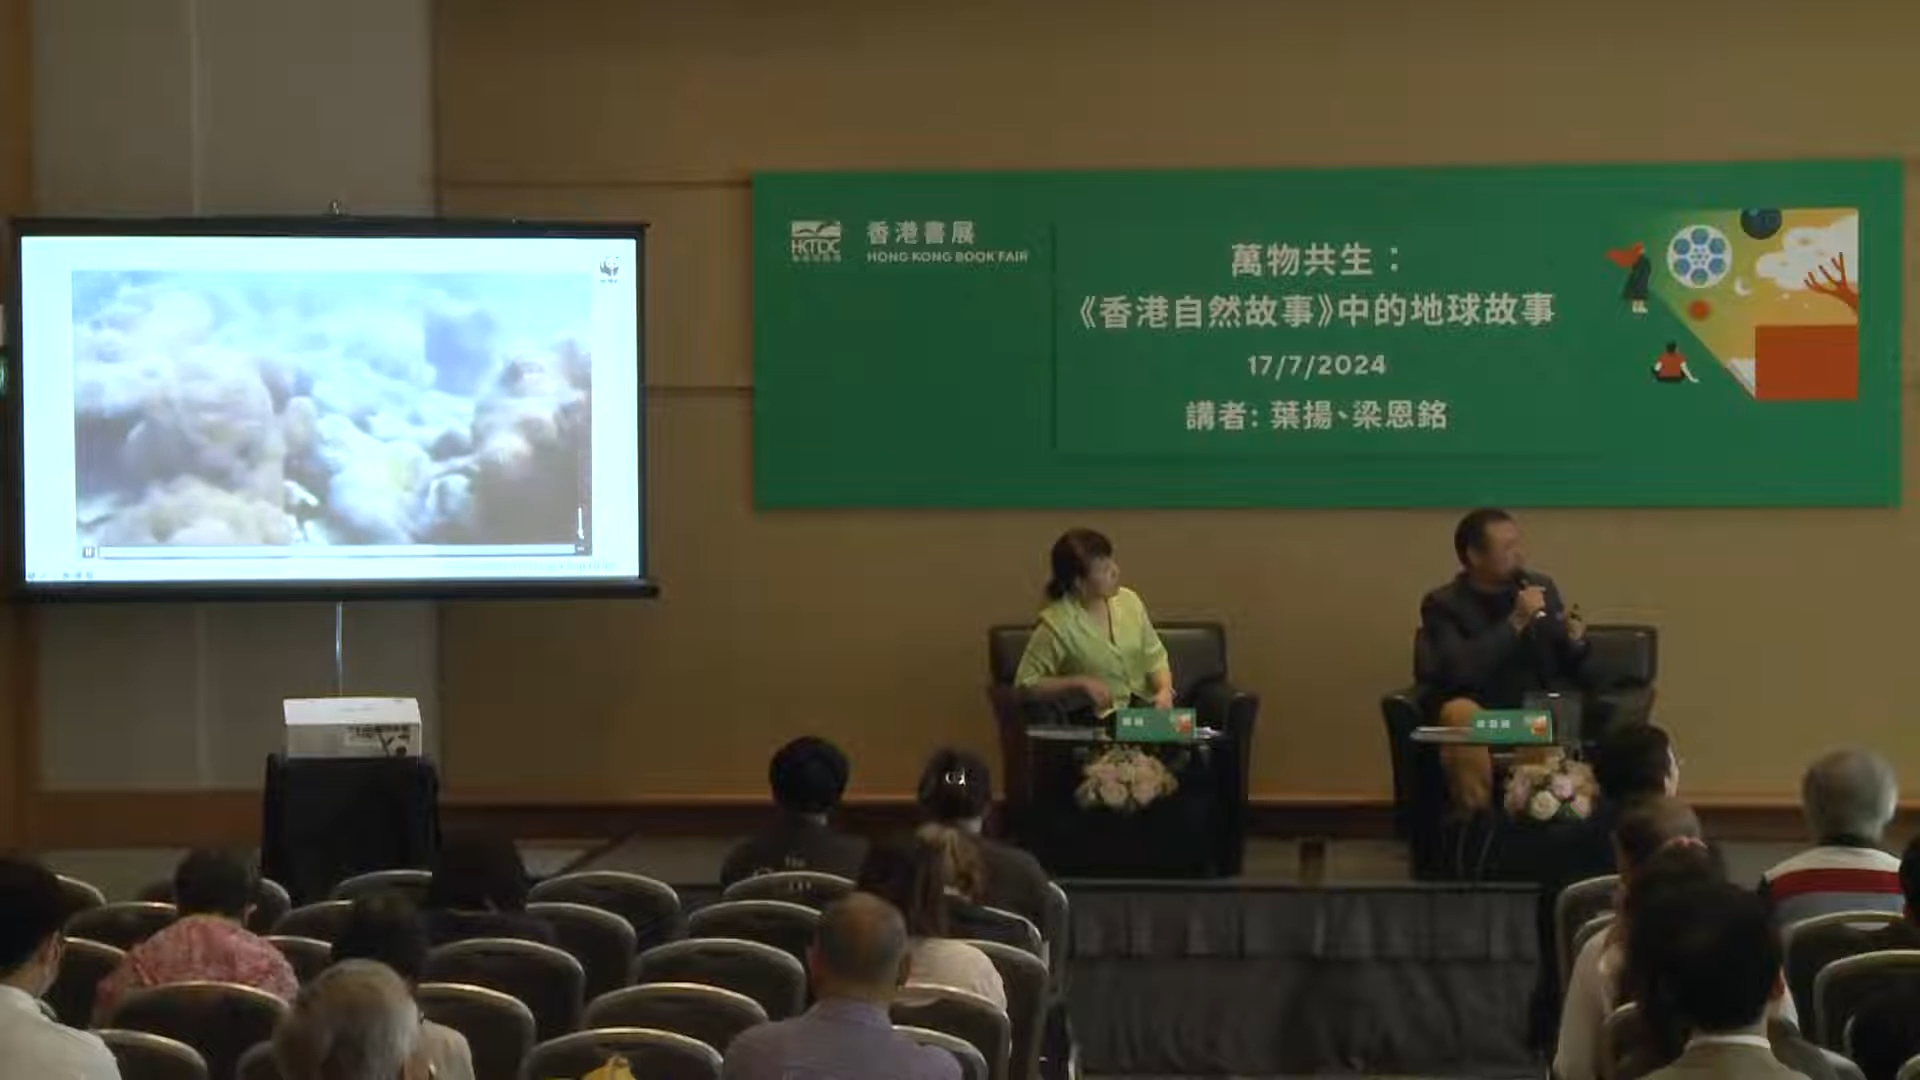 HKTDC
香港書展
HONG KONG BOOK FAIR
萬物共生：
《香港自然故事》中的地球故事
17/7/2024
講者: 葉揚、梁恩銘